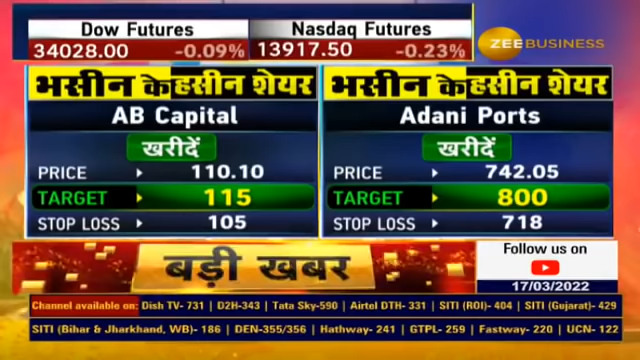 Dow Futures
34028.00 -0.09%
Nasdaq Futures
13917.50 -0.23%
ZEE BUSINESS
भसीन के हसीन शेयर
AB Capital
खरीदें
PRICE 110.10
TARGET 115
STOP LOSS 105
भसीन के हसीन शेयर
Adani Ports
खरीदें
PRICE 742.05
TARGET 800
STOP LOSS 718
बड़ी खबर
Follow us on
17/03/2022
Channel available on: Dish TV- 731 | D2H-343 | Tata Sky-590 | Airtel DTH- 331 | SITI (ROI)- 404 | SITI (Gujarat)- 429
SITI (Bihar & Jharkhand, WB)- 186 | DEN-355/356 | Hathway- 241 | GTPL- 259 | Fastway- 220 | UCN- 122